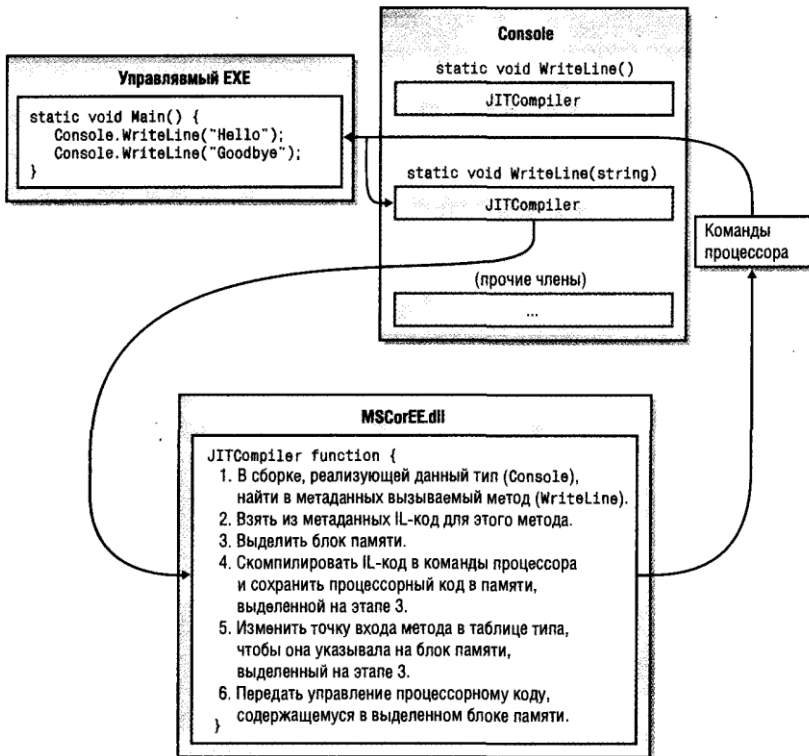 Управлявмый EXE
static void Main() {
Console.WriteLine("Hello");
Console.WriteLine("Goodbye");
}
Console
static void WriteLine()
JITCompiler
static void WriteLine(string)
JITCompiler
(прочие члены)
...
Команды
процессора
MSCorEE.dll
JITCompiler function {
1. В сборке, реализующей данный тип (Console),
найти в метаданных вызываемый метод (WriteLine).
2. Взять из метаданных IL-код для этого метода.
3. Выделить блок памяти.
4. Скомпилировать IL-код в команды процессора
и сохранить процессорный код в памяти,
выделенной на этапе 3.
5. Изменить точку входа метода в таблице типа,
чтобы она указывала на блок памяти,
выделенный на этапе 3.
6. Передать управление процессорному коду,
содержащемуся в выделенном блоке памяти.
}